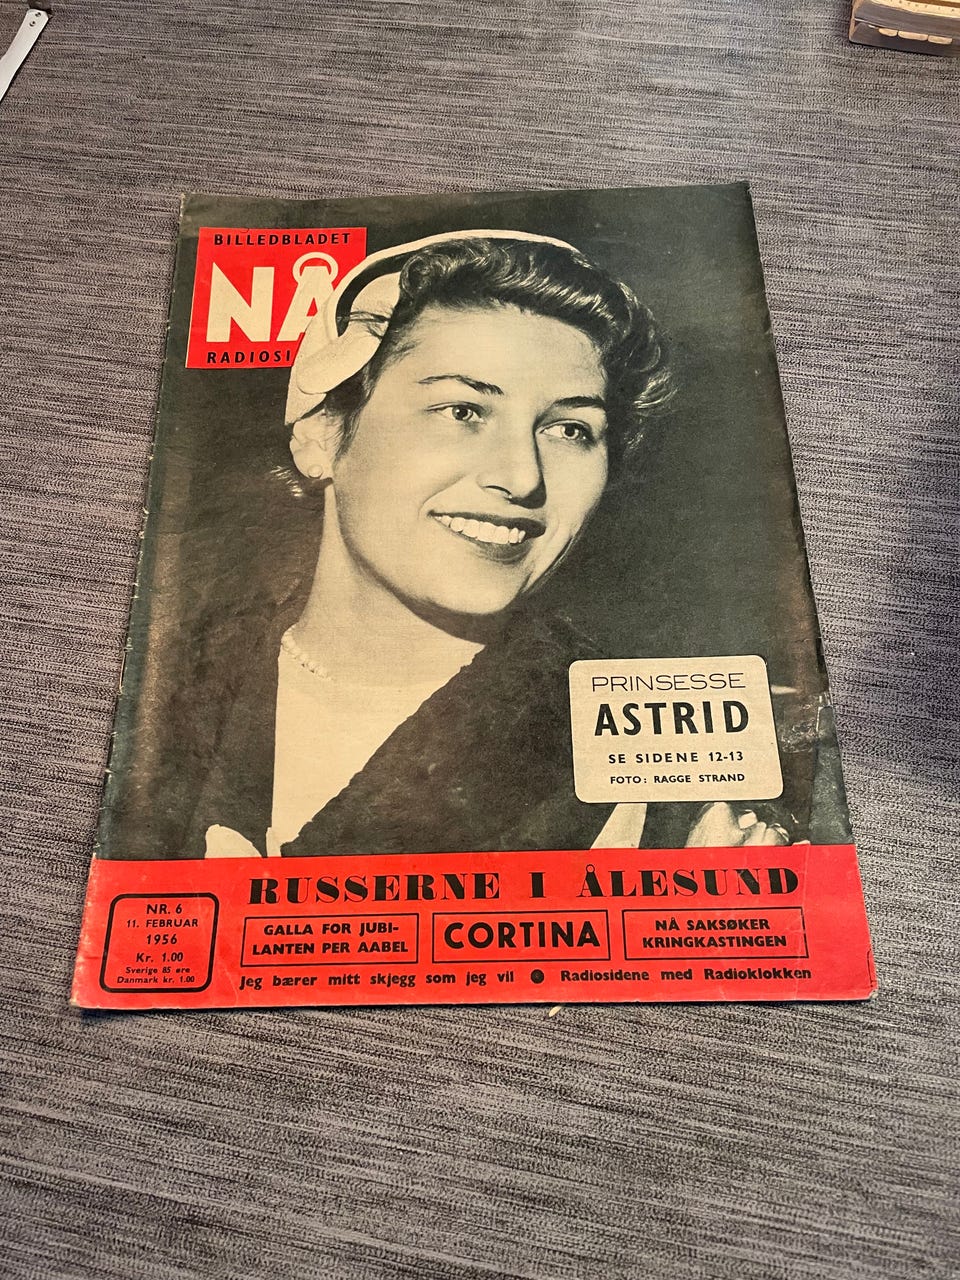 BILLEDBLADET
NÅ
PRINSESSE
ASTRID
SE SIDENE 12-13
FOTO: RAGGE STRAND
RUSSERNE I ÅLESUND
NR. 6
11. FEBRUAR
1956
Kr. 1.00
Sverige 85 øre
Danmark kr. 1.00
GALLA FOR JUBI-
LANTEN PER AABEL
CORTINA
NÅ SAKSØKER
KRINGKASTINGEN
Jeg bærer mitt skjegg som jeg vil
Radiosidene med Radioklokken